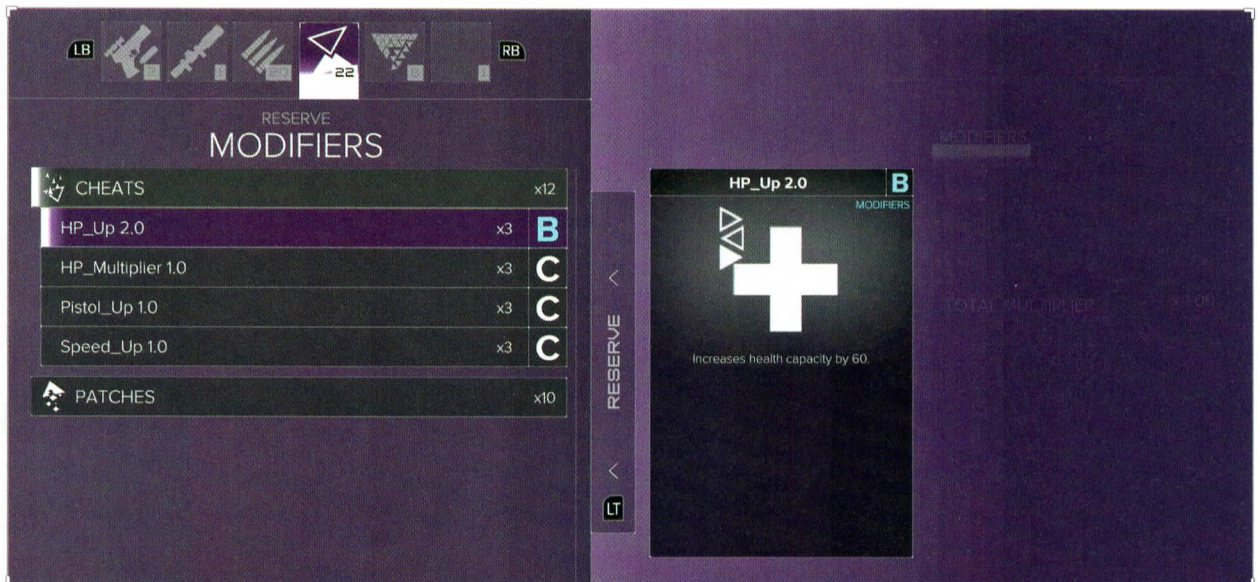 LB
22
RB
RESERVE
MODIFIERS
CHEATS x12
HP_Up 2.0 x3 B
HP_Multiplier 1.0 x3 C
Pistol_Up 1.0 x3 C
Speed_Up 1.0 x3 C
PATCHES x10
RESERVE
LT
HP_Up 2.0 B
MODIFIERS
Increases health capacity by 60.
MODIFIERS
TOTAL MULTIPLIER